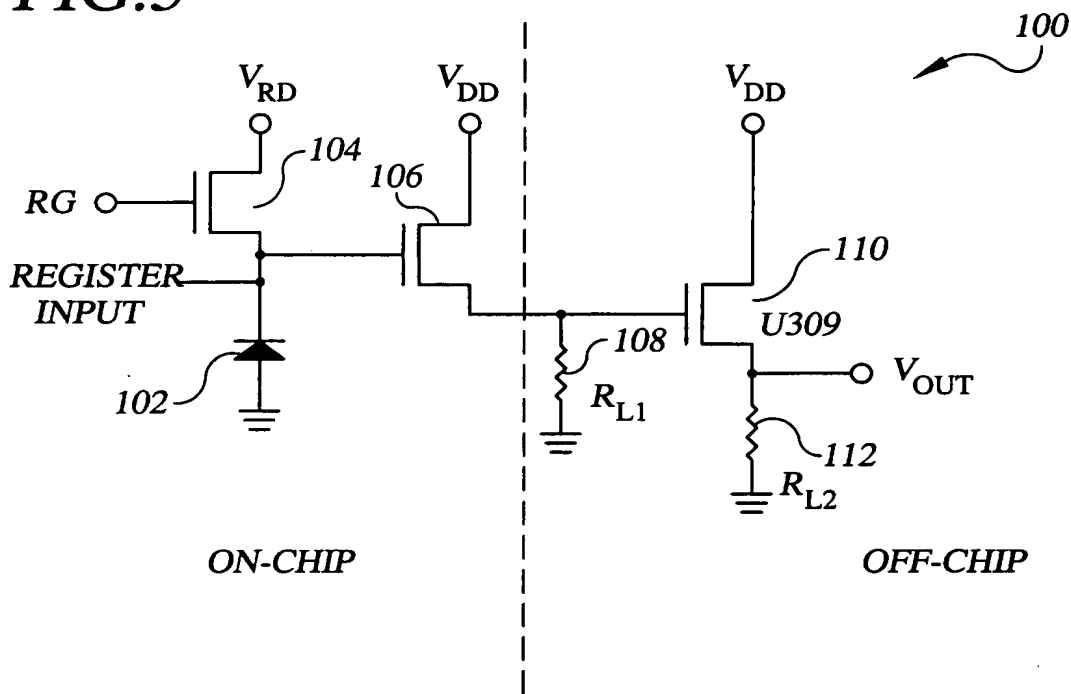 FIG.5
100
V_RD
V_DD
V_DD
104
106
RG
110
REGISTER
INPUT
U309
108
V_OUT
102
R_L1
112
R_L2
ON-CHIP
OFF-CHIP